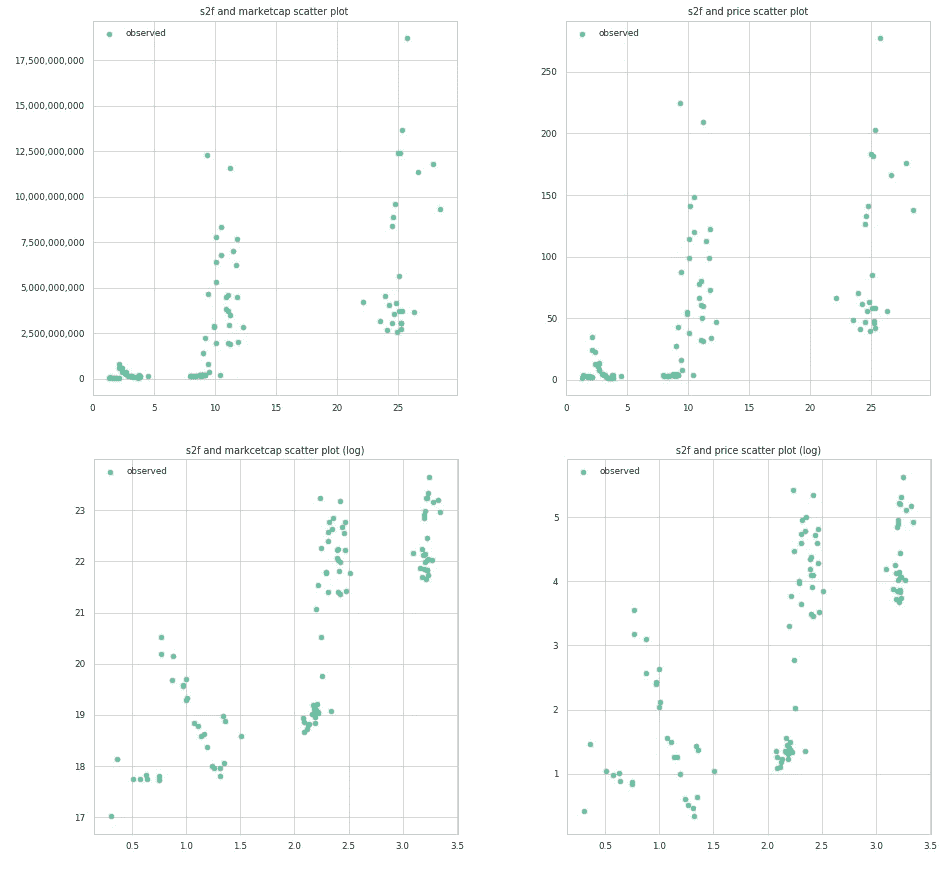 s2f and marketcap scatter plot
observed
17,500,000,000
15,000,000,000
12,500,000,000
10,000,000,000
7,500,000,000
5,000,000,000
2,500,000,000
0
0 5 10 15 20 25
s2f and price scatter plot
observed
250
200
150
100
50
0
0 5 10 15 20 25
s2f and markcetcap scatter plot (log)
observed
23
22
21
20
19
18
17
0.5 1.0 1.5 2.0 2.5 3.0 3.5
s2f and price scatter plot (log)
observed
5
4
3
2
1
0.5 1.0 1.5 2.0 2.5 3.0 3.5